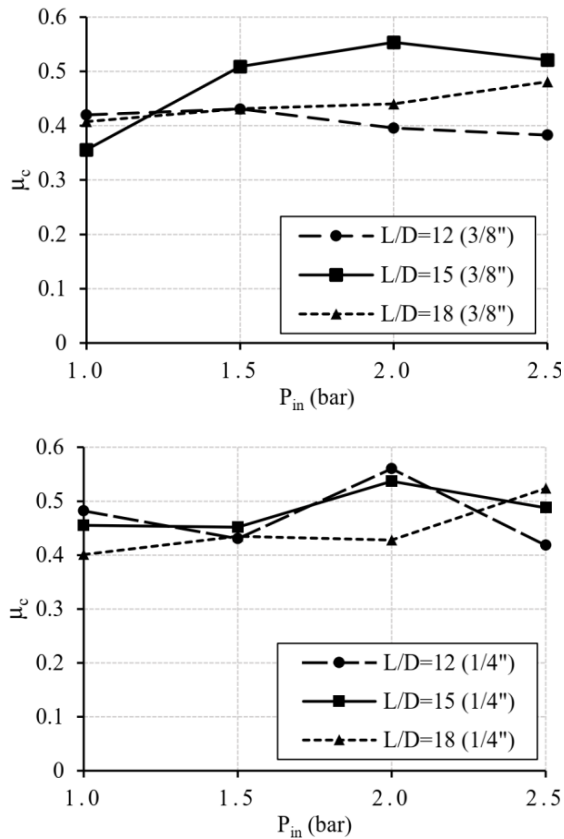 0.6
0.5
0.4
0.3
0.2
0.1
0
μc
L/D=12 (3/8")
L/D=15 (3/8")
L/D=18 (3/8")
1.0 1.5 2.0 2.5
Pin (bar)
0.6
0.5
0.4
0.3
0.2
0.1
0
μc
L/D=12 (1/4")
L/D=15 (1/4")
L/D=18 (1/4")
1.0 1.5 2.0 2.5
Pin (bar)